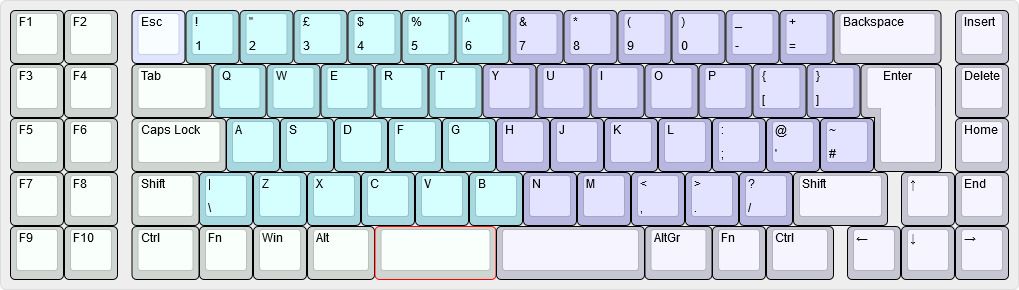 F1 F2 Esc ! " £ $ % ^ & * ( ) _ + Backspace Insert
1 2 3 4 5 6 7 8 9 0 - =
F3 F4 Tab Q W E R T Y U I O P { } Enter Delete
[ ]
F5 F6 Caps Lock A S D F G H J K L : @ ~ Home
; ' #
F7 F8 Shift | Z X C V B N M < > ? Shift ↑ End
\ , . /
F9 F10 Ctrl Fn Win Alt AltGr Fn Ctrl ← ↓ →